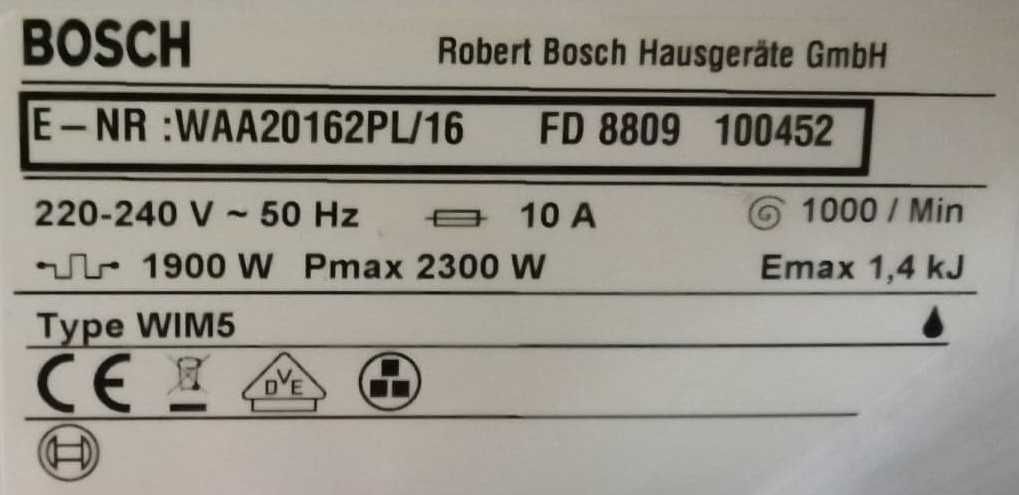 BOSCH Robert Bosch Hausgeräte GmbH
E – NR :WAA20162PL/16 FD 8809 100452
220-240 V ~ 50 Hz 10 A 1000 / Min
1900 W Pmax 2300 W Emax 1,4 kJ
Type WIM5
CE DVE